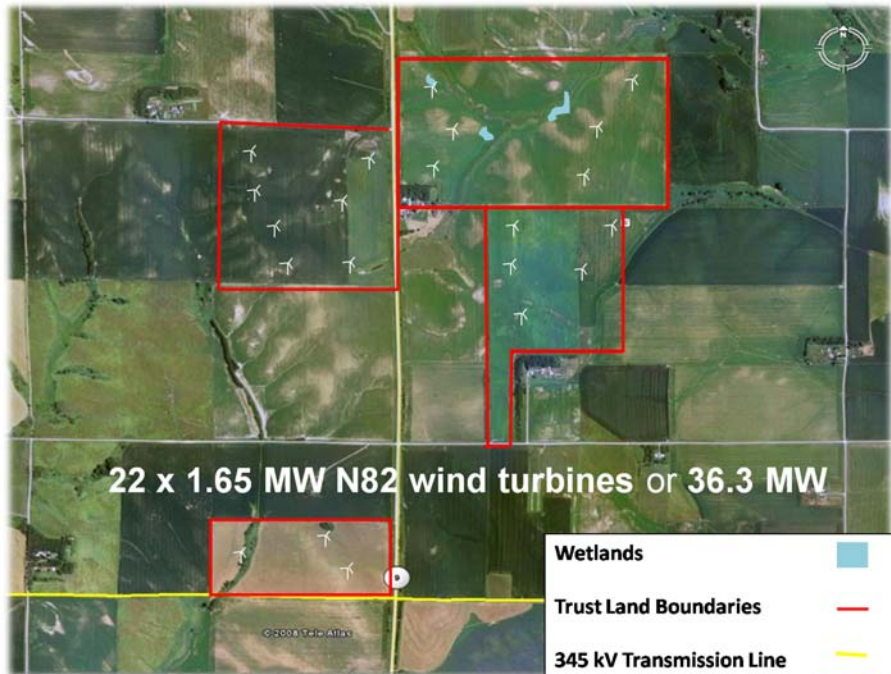 N
22 x 1.65 MW N82 wind turbines or 36.3 MW
Wetlands
Trust Land Boundaries
345 kV Transmission Line
© 2008 Tele Atlas